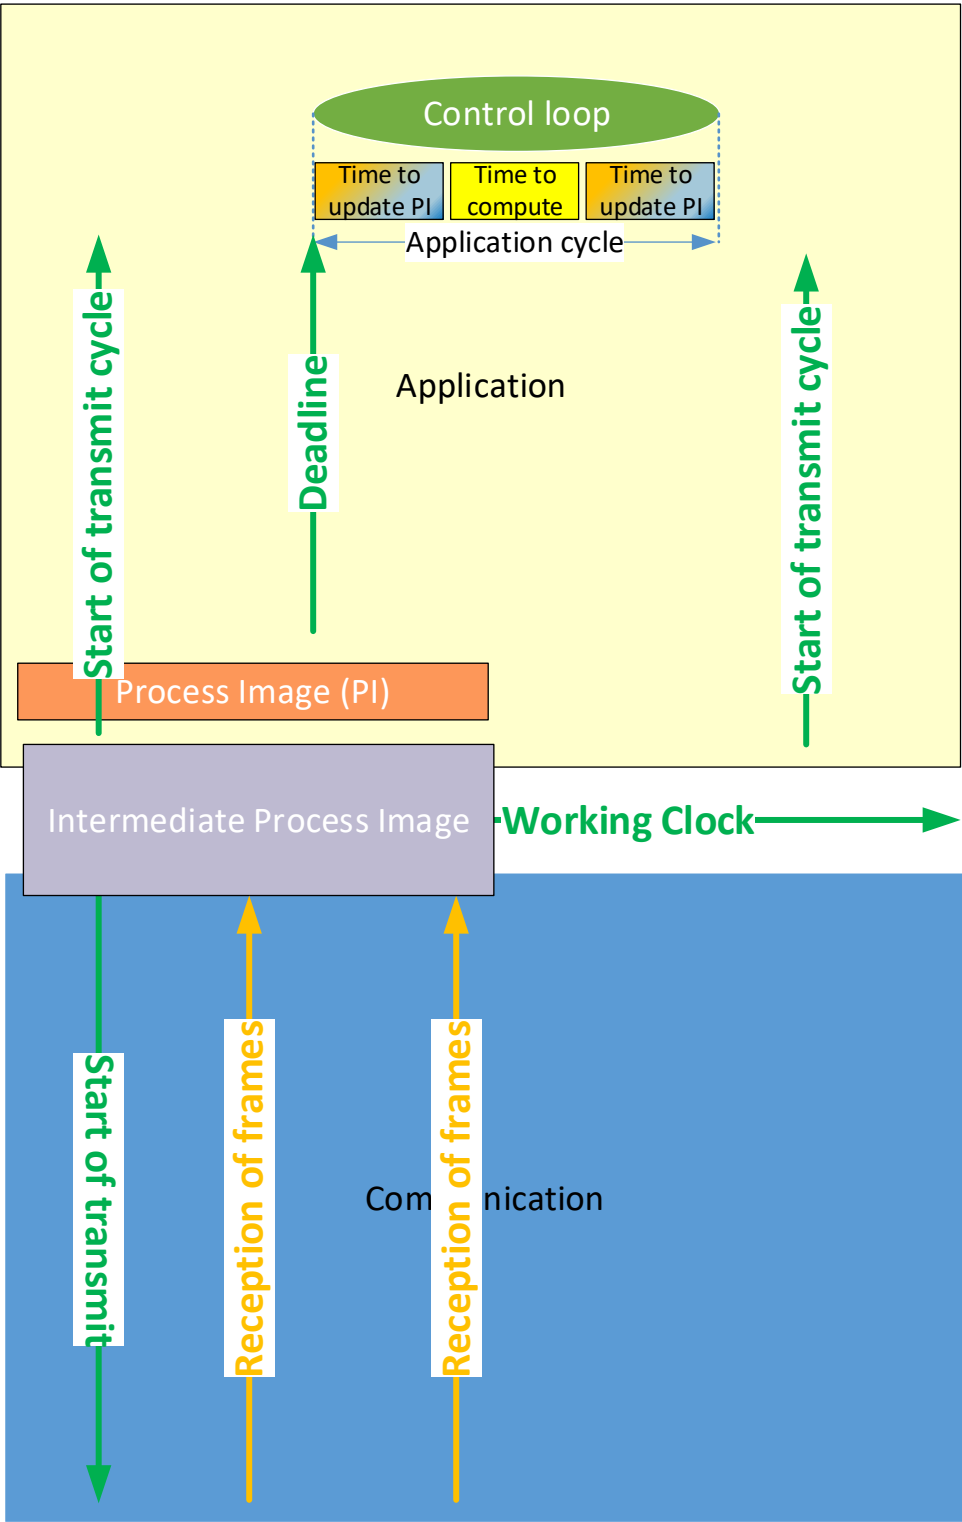 Control loop
Time to
update PI
Time to
compute
Time to
update PI
Application cycle
Start of transmit cycle
Deadline
Application
Start of transmit cycle
Process Image (PI)
Intermediate Process Image
Working Clock
Start of transmit
Reception of frames
Reception of frames
Com nication